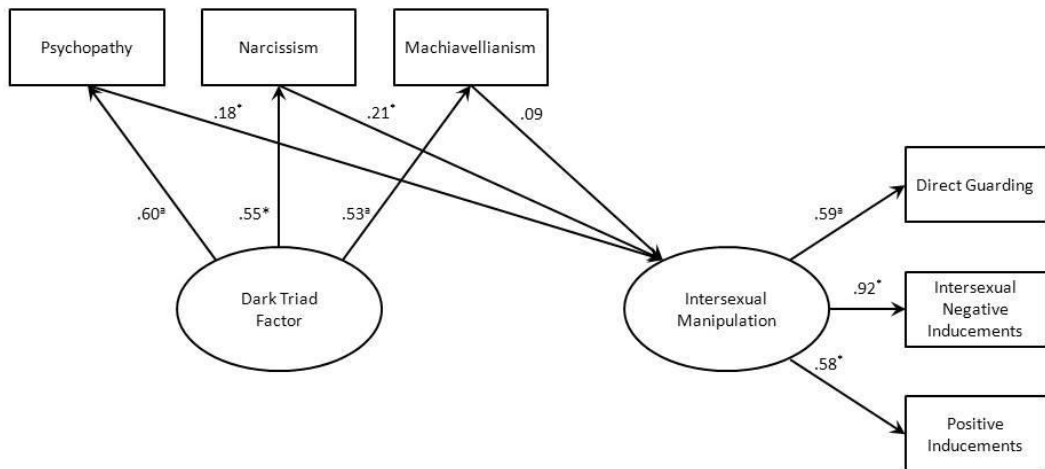 Psychopathy
Narcissism
Machiavellianism
.18*
.21*
.09
Direct Guarding
.60ª
.55*
.53ª
.59ª
Dark Triad
Factor
Intersexual
Manipulation
.92*
Intersexual
Negative
Inducements
.58*
Positive
Inducements